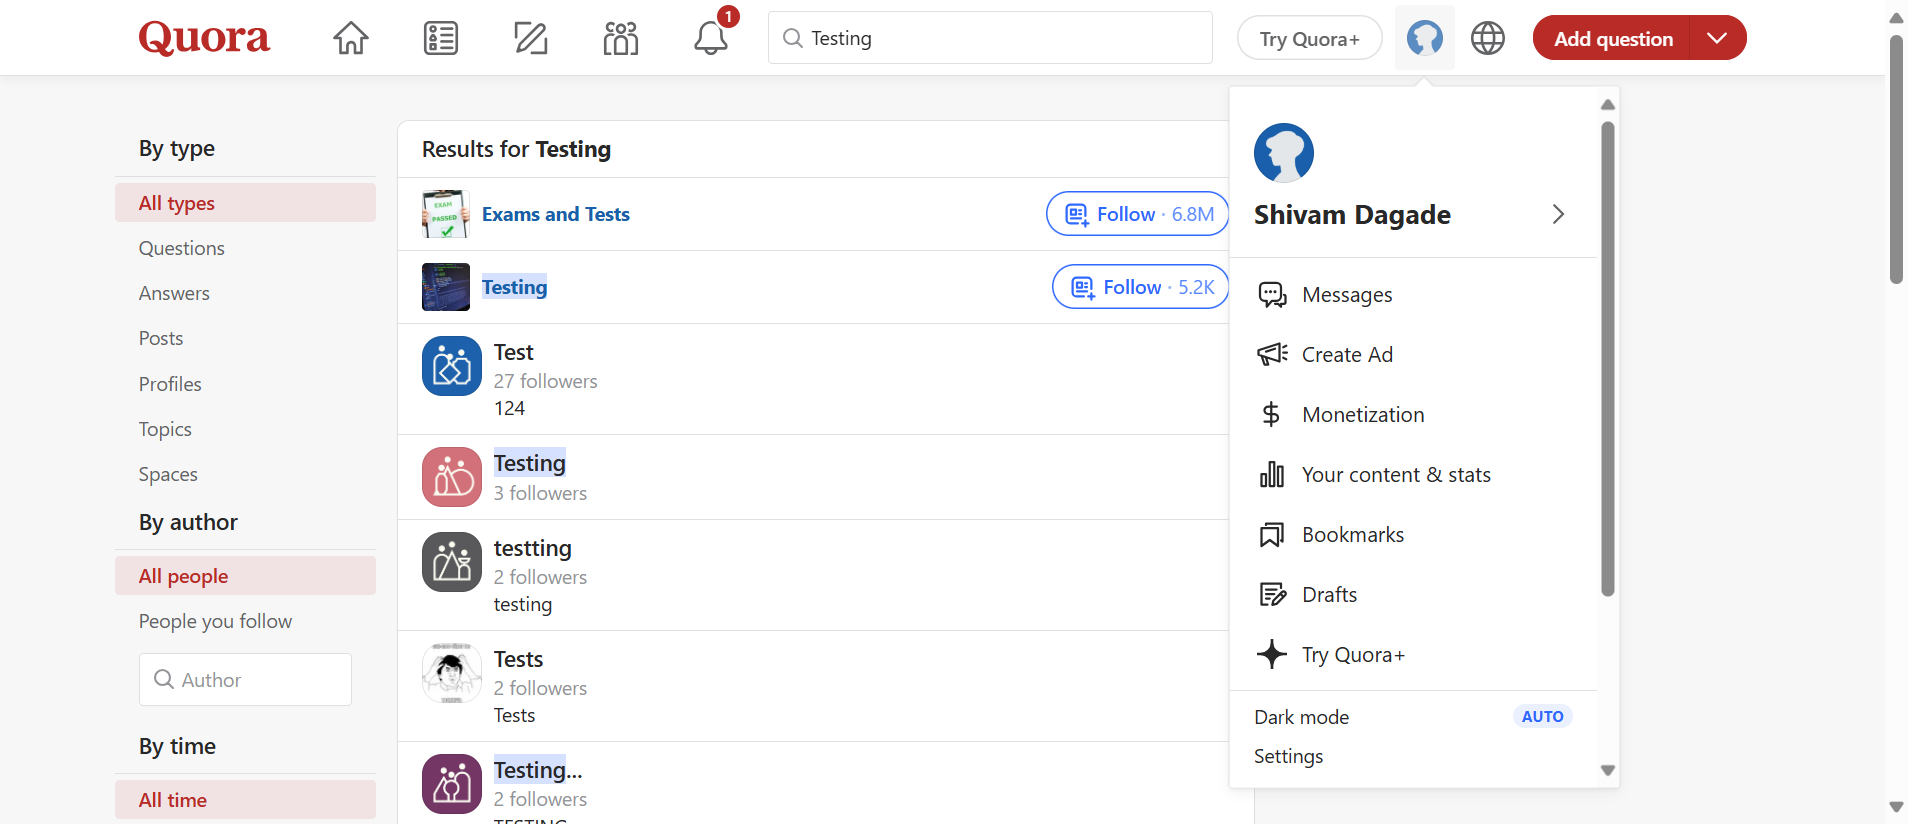 Quora
1
Testing
Try Quora+
Add question
By type
All types
Questions
Answers
Posts
Profiles
Topics
Spaces
By author
All people
People you follow
Author
By time
All time
Results for Testing
EXAM
PASSED
Exams and Tests
Follow · 6.8M
Testing
Follow · 5.2K
Test
27 followers
124
Testing
3 followers
testting
2 followers
testing
Tests
2 followers
Tests
Testing...
2 followers
TESTING
Shivam Dagade
Messages
Create Ad
Monetization
Your content & stats
Bookmarks
Drafts
Try Quora+
Dark mode
AUTO
Settings